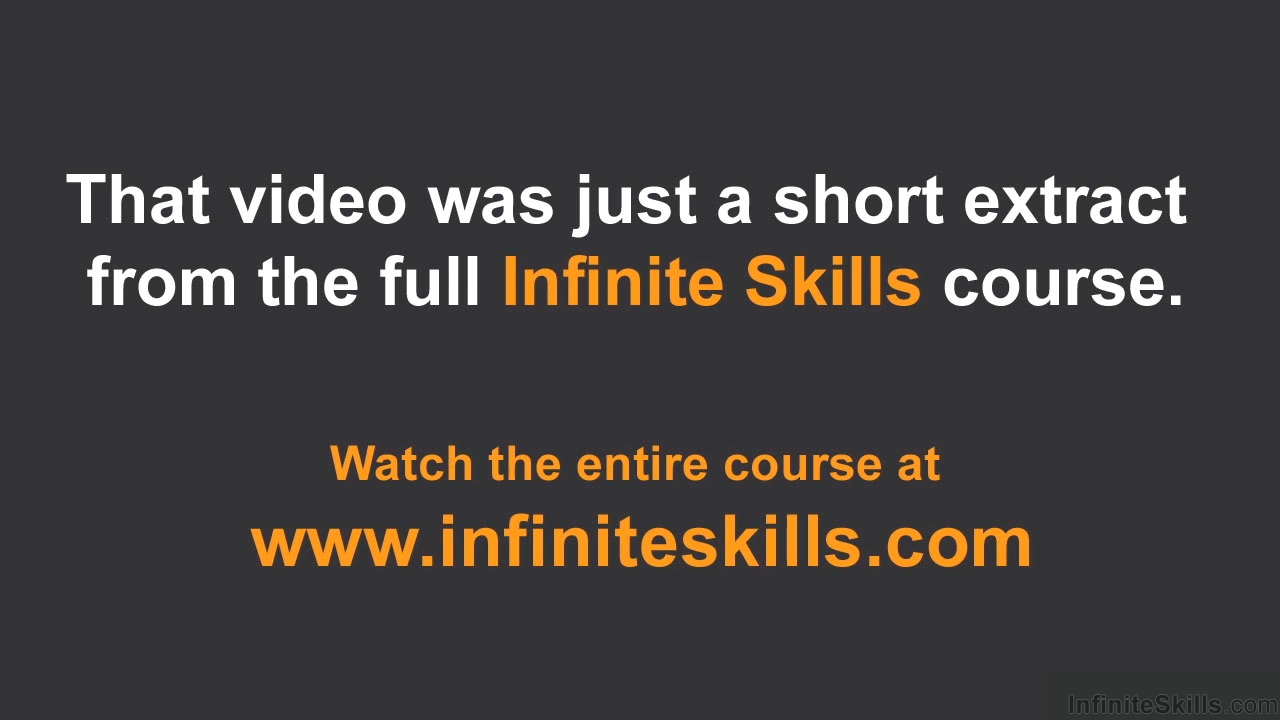 That video was just a short extract
from the full Infinite Skills course.
Watch the entire course at
www.infiniteskills.com
InfiniteSkills.com